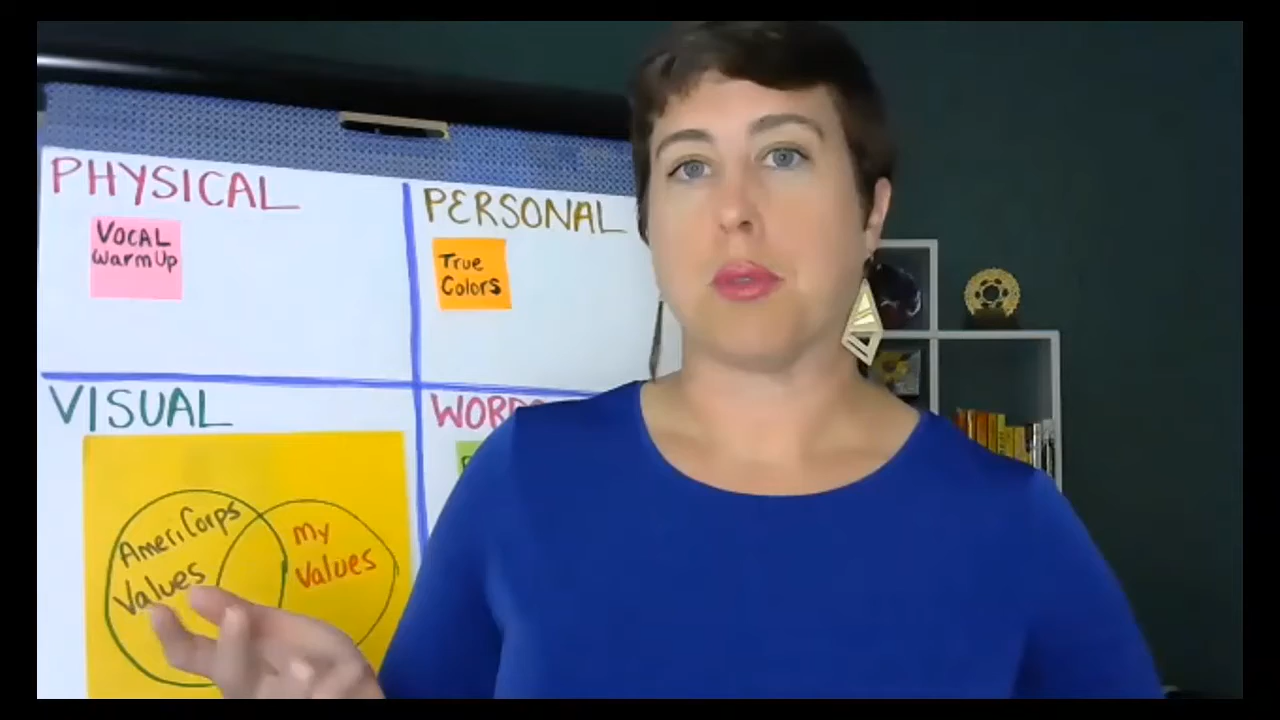 PHYSICAL
VOCAL
WarmUp
PERSONAL
True
Colors
VISUAL
AmeriCorps
Values
My
Values